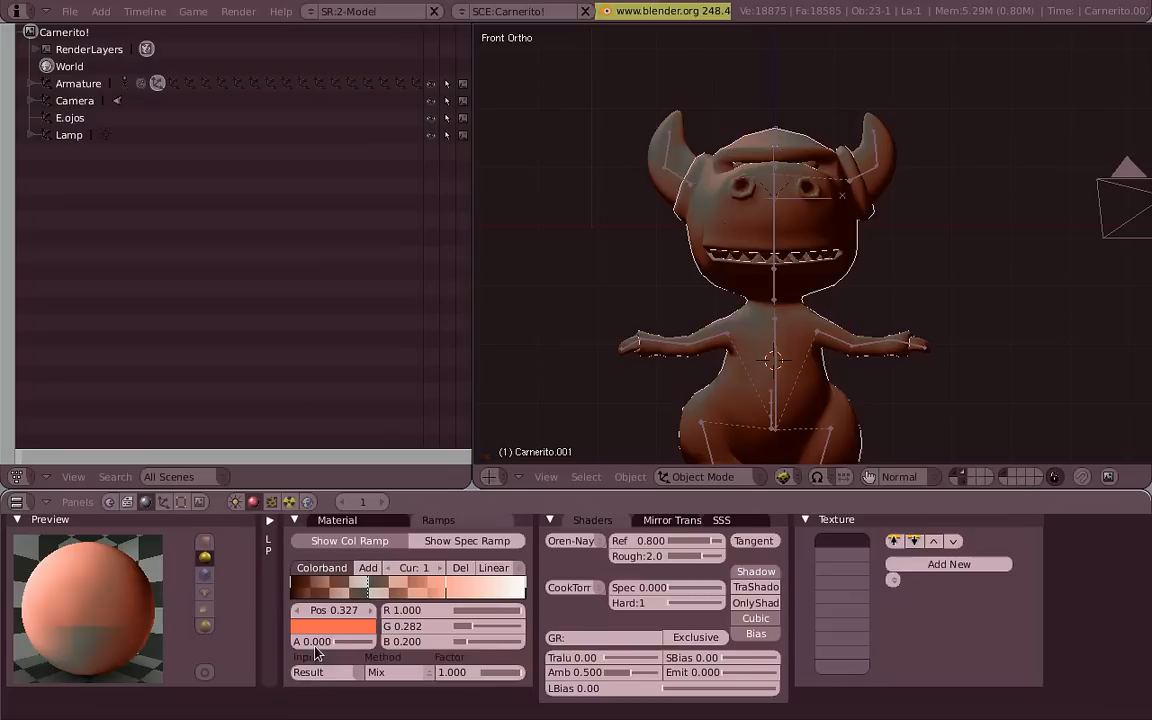 File Add Timeline Game Render Help SR:2-Model SCE:Carnerito! www.blender.org 248.4 Ve:18875 | Fa:18585 | Ob:23-1 | La:1 | Mem:5.29M (0.80M) | Time: | Carnerito.00
Carnerito!
RenderLayers
World
Armature
Camera
E.ojos
Lamp
Front Ortho
(1) Carnerito.001
View Search All Scenes
View Select Object Object Mode Normal
Panels 1
Preview
L
P
Material Ramps
Show Col Ramp Show Spec Ramp
Colorband Add Cur: 1 Del Linear
Pos 0.327 R 1.000
G 0.282
A 0.000 B 0.200
Method Factor
Result Mix 1.000
Shaders Mirror Trans SSS
Oren-Nay Ref 0.800 Tangent
Rough:2.0
Shadow
CookTorr Spec 0.000 TraShado
Hard:1 OnlyShad
Cubic
GR: Exclusive Bias
Tralu 0.00 SBias 0.00
Amb 0.500 Emit 0.000
LBias 0.00
Texture
Add New